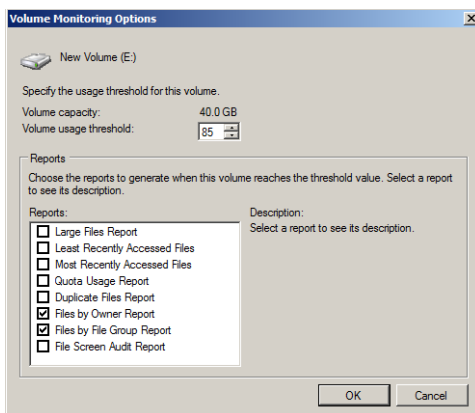 Volume Monitoring Options
New Volume (E:)
Specify the usage threshold for this volume.
Volume capacity: 40.0 GB
Volume usage threshold: 85
Reports
Choose the reports to generate when this volume reaches the threshold value. Select a report
to see its description.
Reports:
Large Files Report
Least Recently Accessed Files
Most Recently Accessed Files
Quota Usage Report
Duplicate Files Report
Files by Owner Report
Files by File Group Report
File Screen Audit Report
Description:
Select a report to see its description.
OK Cancel